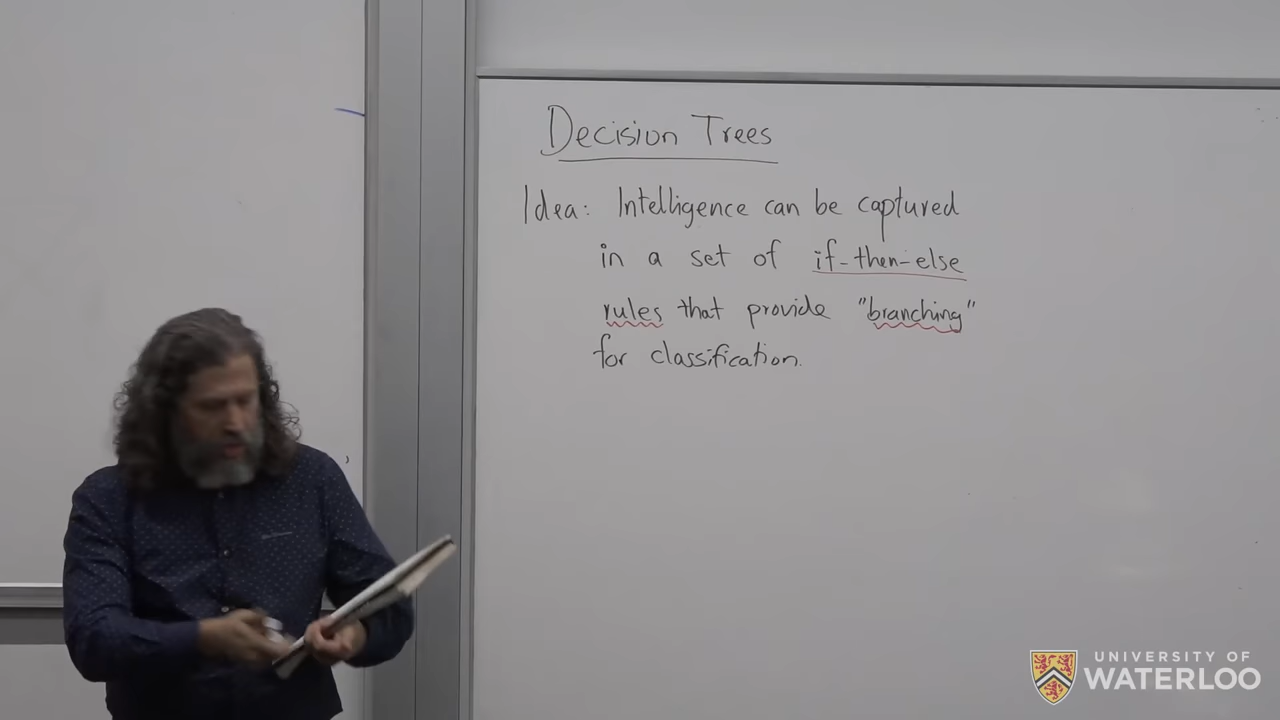 Decision Trees
Idea: Intelligence can be captured
in a set of if-then-else
rules that provide "branching"
for classification.
UNIVERSITY OF
WATERLOO